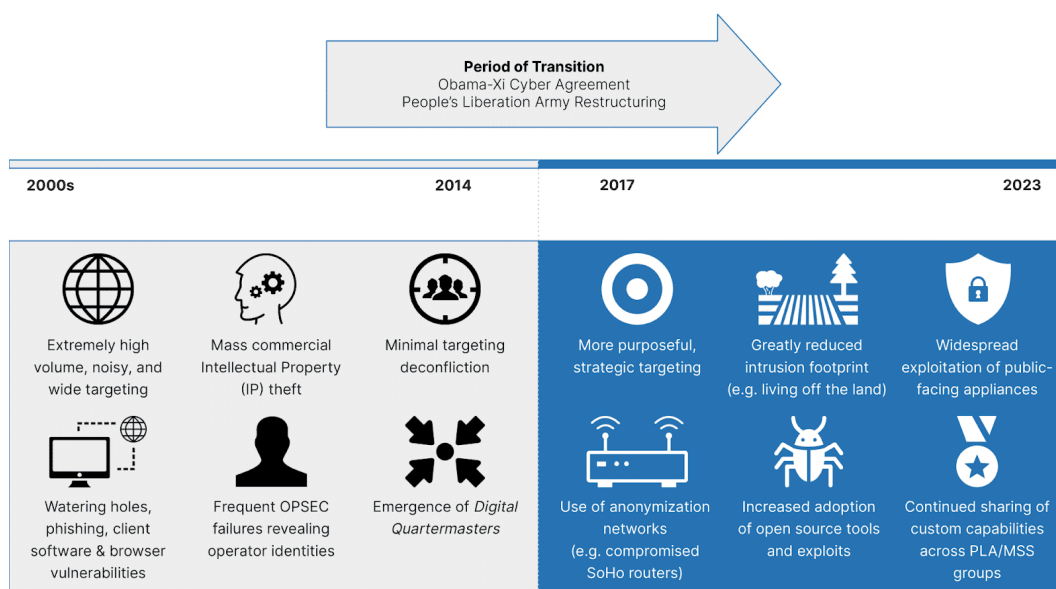 Period of Transition
Obama-Xi Cyber Agreement
People’s Liberation Army Restructuring
2000s
2014
2017
2023
Extremely high
volume, noisy, and
wide targeting
Mass commercial
Intellectual Property
(IP) theft
Minimal targeting
deconfliction
More purposeful,
strategic targeting
Greatly reduced
intrusion footprint
(e.g. living off the land)
Widespread
exploitation of public-
facing appliances
Watering holes,
phishing, client
software & browser
vulnerabilities
Frequent OPSEC
failures revealing
operator identities
Emergence of Digital
Quartermasters
Use of anonymization
networks
(e.g. compromised
SoHo routers)
Increased adoption
of open source tools
and exploits
Continued sharing of
custom capabilities
across PLA/MSS
groups